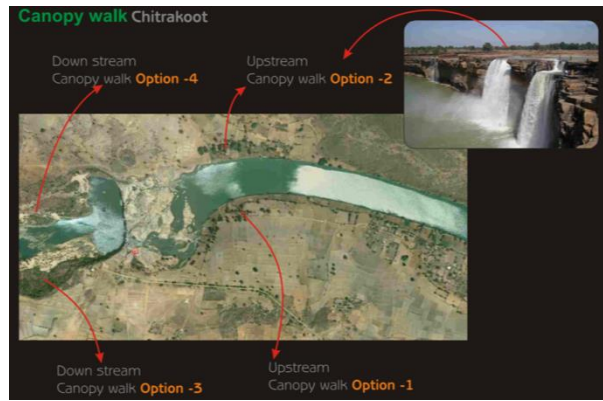 Canopy walk Chitrakoot
Down stream
Canopy walk Option -4
Upstream
Canopy walk Option -2
Down stream
Canopy walk Option -3
Upstream
Canopy walk Option -1